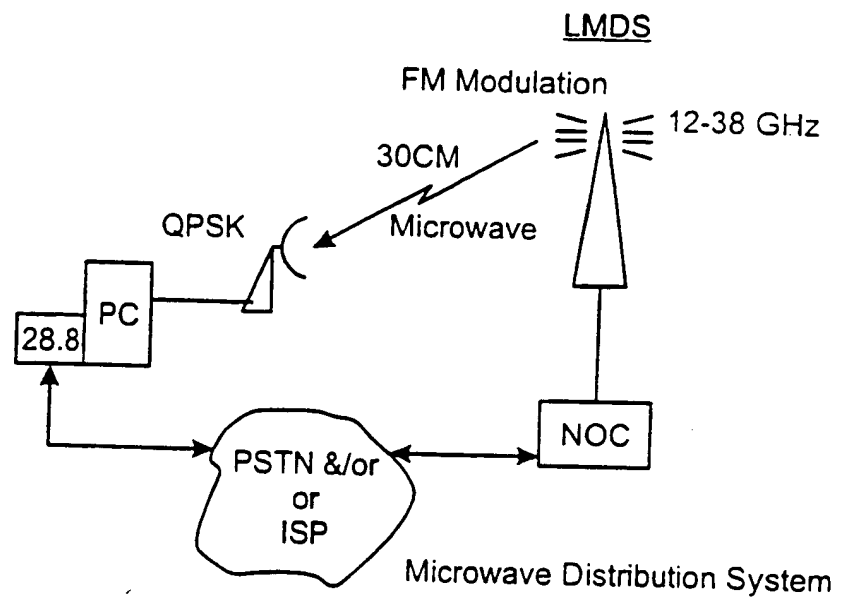 LMDS
FM Modulation
12-38 GHz
30CM
QPSK
Microwave
PC
28.8
NOC
PSTN &/or
or
ISP
Microwave Distribution System